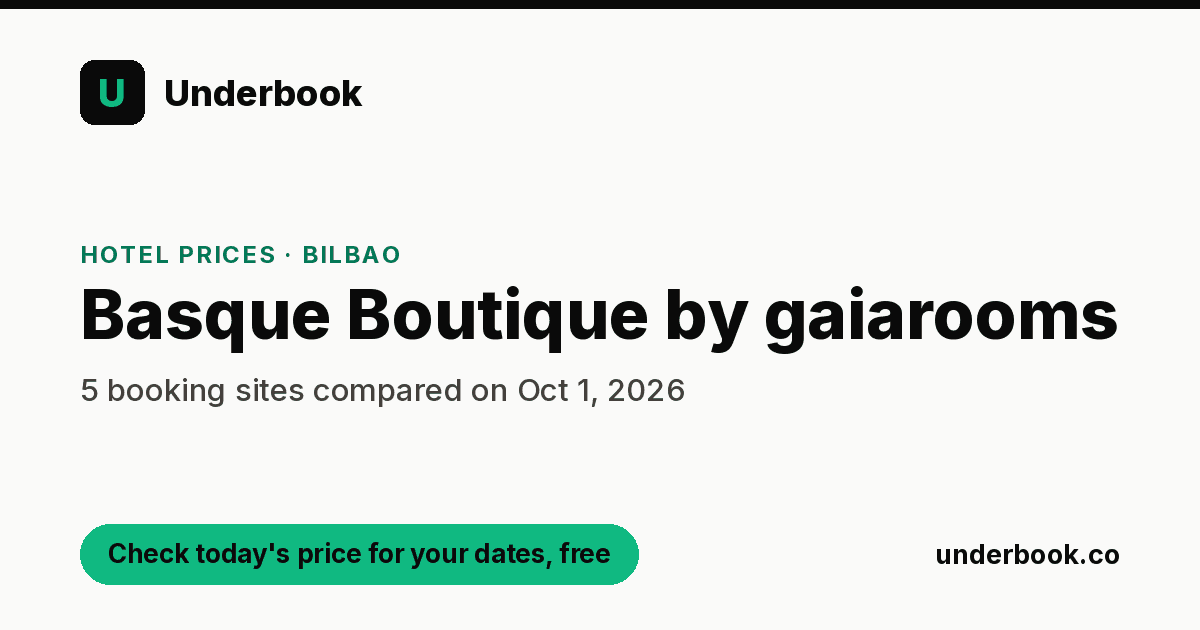 U Underbook
HOTEL PRICES · BILBAO
Basque Boutique by gaiarooms
5 booking sites compared on Oct 1, 2026
Check today's price for your dates, free
underbook.co